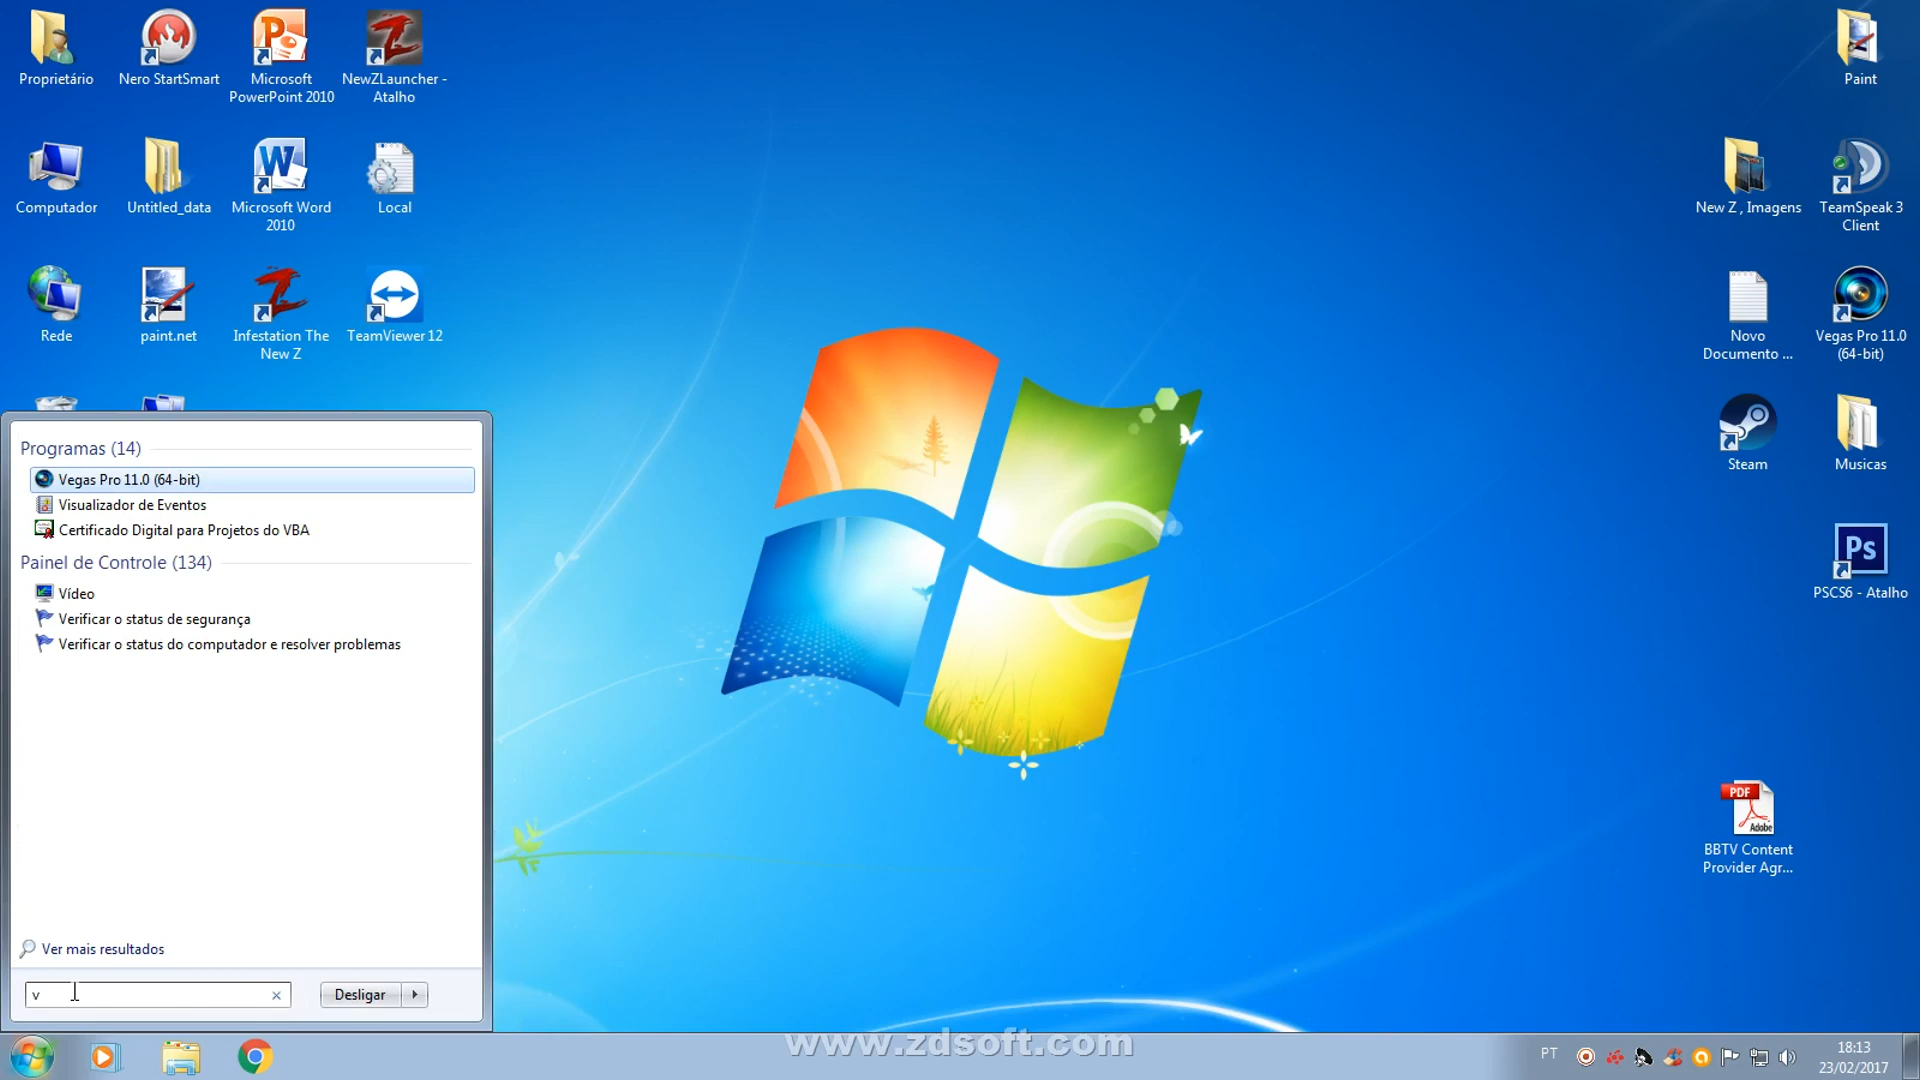 Proprietário
Nero StartSmart
Microsoft
PowerPoint 2010
NewZLauncher -
Atalho
Paint
Computador
Untitled_data
Microsoft Word
2010
Local
New Z , Imagens
TeamSpeak 3
Client
Rede
paint.net
Infestation The
New Z
TeamViewer 12
Novo
Documento ...
Vegas Pro 11.0
(64-bit)
Steam
Musicas
Ps
PSCS6 - Atalho
PDF
Adobe
BBTV Content
Provider Agr...
Programas (14)
Vegas Pro 11.0 (64-bit)
Visualizador de Eventos
Certificado Digital para Projetos do VBA
Painel de Controle (134)
Vídeo
Verificar o status de segurança
Verificar o status do computador e resolver problemas
Ver mais resultados
v
Desligar
www.zdsoft.com
PT
18:13
23/02/2017